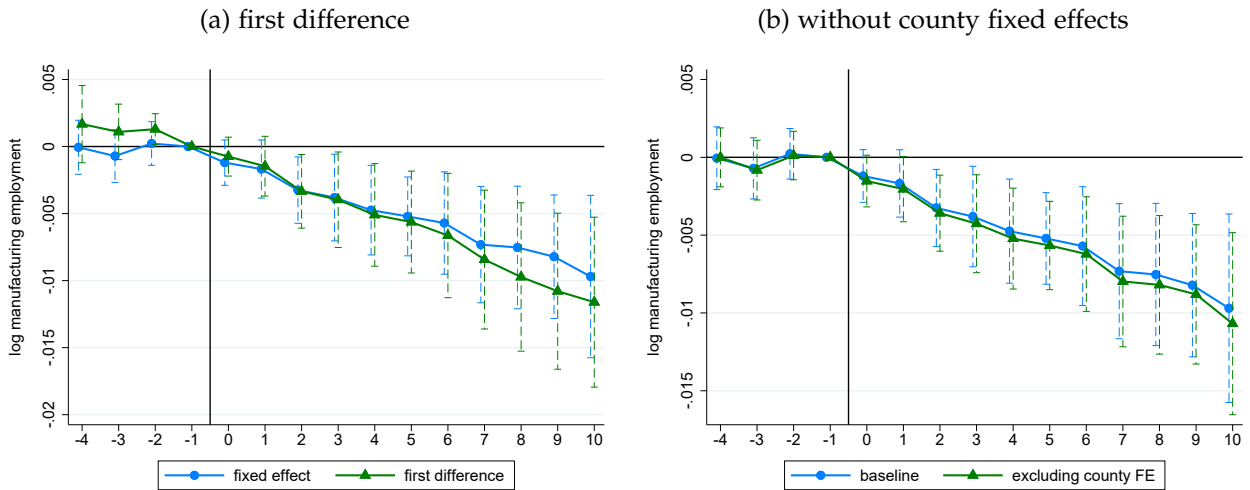 (a) first difference
log manufacturing employment
.005
0
-.005
-.01
-.015
-.02
-4 -3 -2 -1 0 1 2 3 4 5 6 7 8 9 10
fixed effect first difference
(b) without county fixed effects
log manufacturing employment
.005
0
-.005
-.01
-.015
-4 -3 -2 -1 0 1 2 3 4 5 6 7 8 9 10
baseline excluding county FE